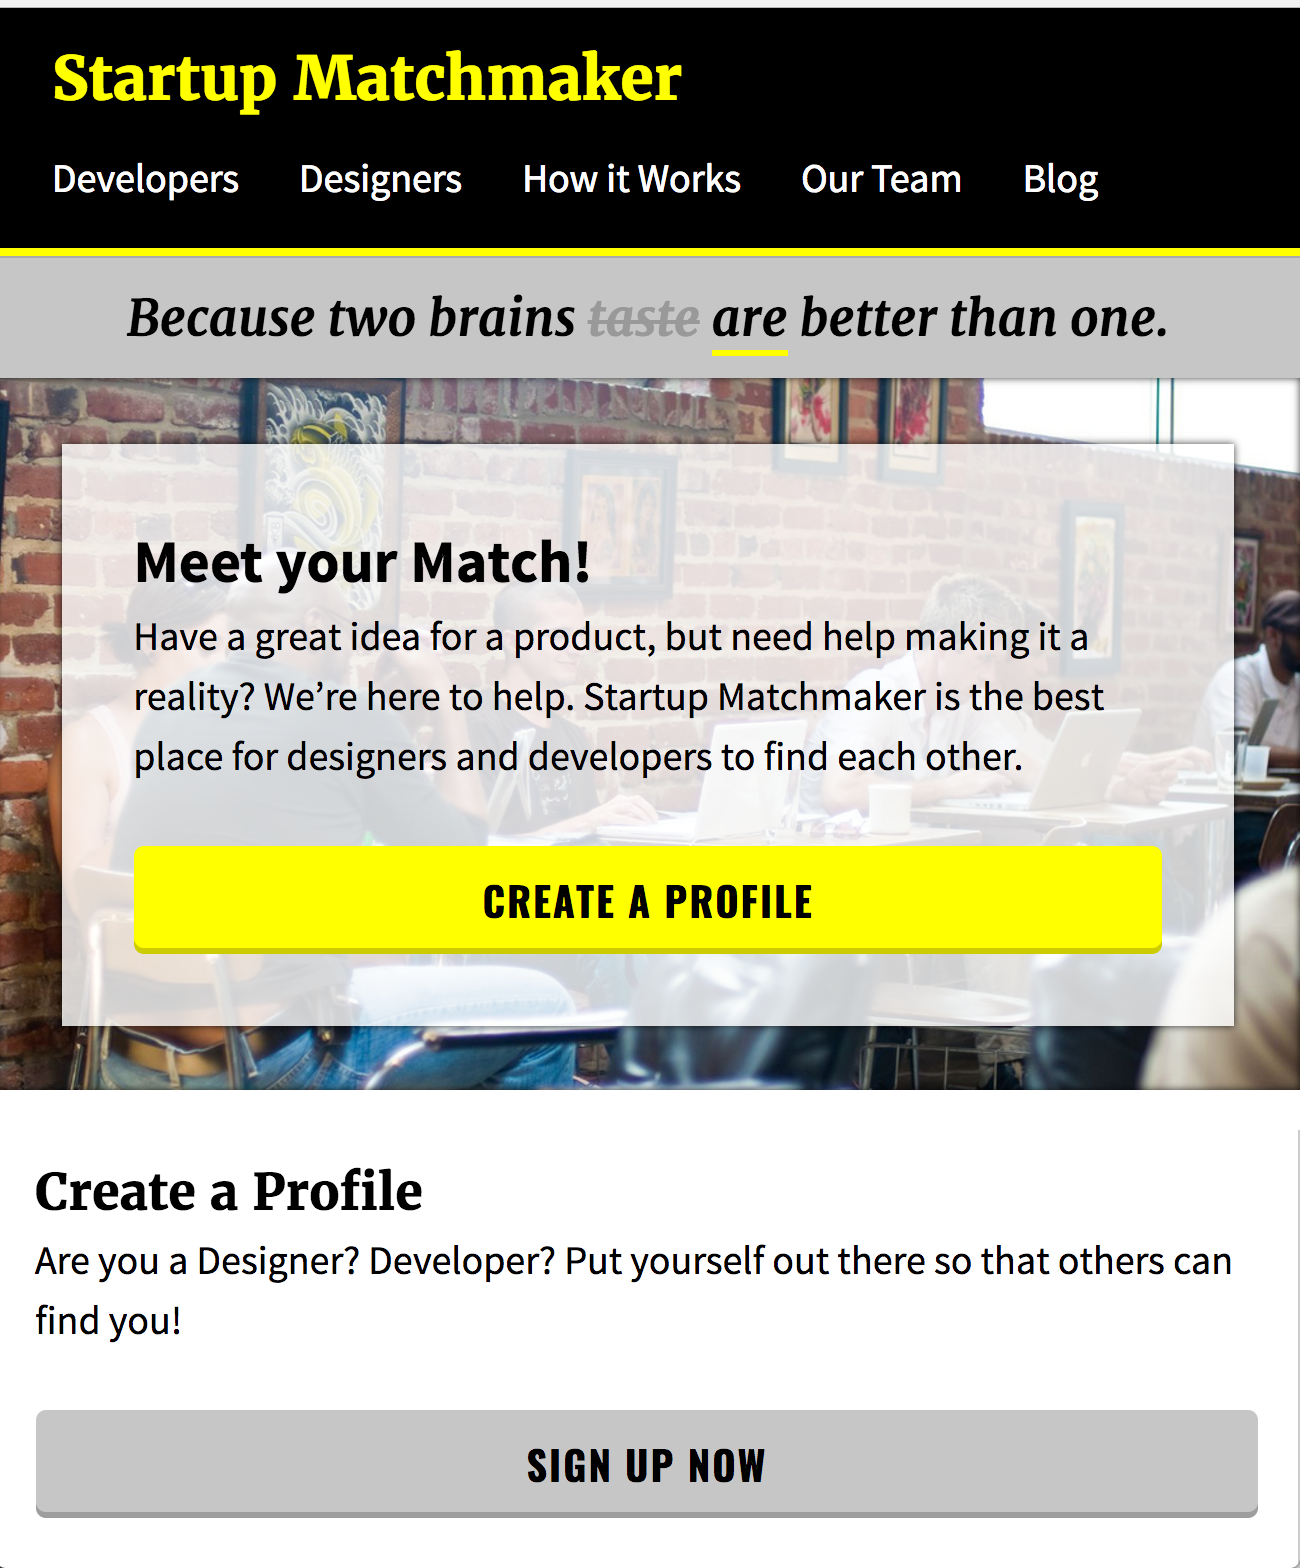 Startup Matchmaker
Developers Designers How it Works Our Team Blog
Because two brains taste are better than one.
Meet your Match!
Have a great idea for a product, but need help making it a
reality? We’re here to help. Startup Matchmaker is the best
place for designers and developers to find each other.
CREATE A PROFILE
Create a Profile
Are you a Designer? Developer? Put yourself out there so that others can
find you!
SIGN UP NOW